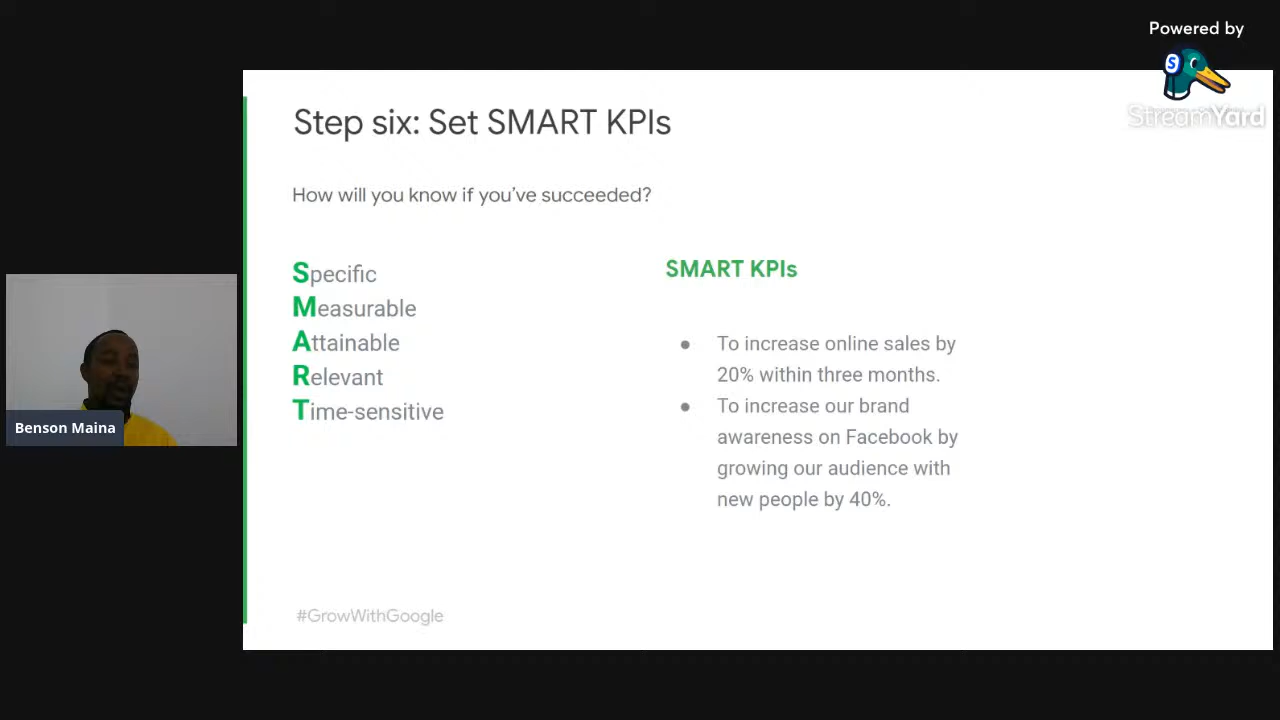 Powered by
S
StreamYard
Step six: Set SMART KPIs
How will you know if you've succeeded?
Specific
Measurable
Attainable
Relevant
Time-sensitive
SMART KPIs
● To increase online sales by
20% within three months.
● To increase our brand
awareness on Facebook by
growing our audience with
new people by 40%.
Benson Maina
#GrowWithGoogle